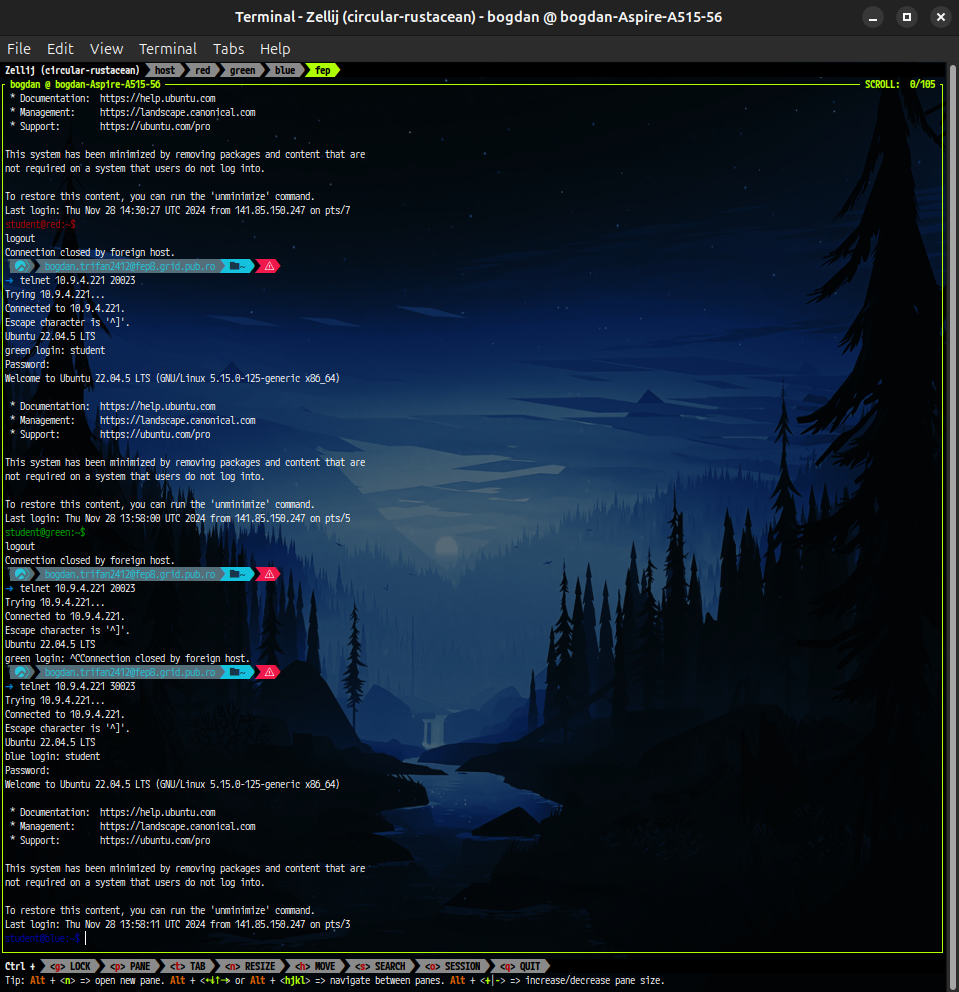 Terminal - Zellij (circular-rustacean) - bogdan @ bogdan-Aspire-A515-56
File Edit View Terminal Tabs Help
Zellij (circular-rustacean) host red green blue fep
bogdan @ bogdan-Aspire-A515-56 SCROLL: 0/105
* Documentation: https://help.ubuntu.com
* Management: https://landscape.canonical.com
* Support: https://ubuntu.com/pro
This system has been minimized by removing packages and content that are
not required on a system that users do not log into.
To restore this content, you can run the 'unminimize' command.
Last login: Thu Nov 28 14:30:27 UTC 2024 from 141.85.150.247 on pts/7
student@red:~$
logout
Connection closed by foreign host.
bogdan.trifan2412@fep8.grid.pub.ro ~
→ telnet 10.9.4.221 20023
Trying 10.9.4.221...
Connected to 10.9.4.221.
Escape character is '^]'.
Ubuntu 22.04.5 LTS
green login: student
Password:
Welcome to Ubuntu 22.04.5 LTS (GNU/Linux 5.15.0-125-generic x86_64)
* Documentation: https://help.ubuntu.com
* Management: https://landscape.canonical.com
* Support: https://ubuntu.com/pro
This system has been minimized by removing packages and content that are
not required on a system that users do not log into.
To restore this content, you can run the 'unminimize' command.
Last login: Thu Nov 28 13:58:00 UTC 2024 from 141.85.150.247 on pts/5
student@green:~$
logout
Connection closed by foreign host.
bogdan.trifan2412@fep8.grid.pub.ro ~
→ telnet 10.9.4.221 20023
Trying 10.9.4.221...
Connected to 10.9.4.221.
Escape character is '^]'.
Ubuntu 22.04.5 LTS
green login: ^CConnection closed by foreign host.
bogdan.trifan2412@fep8.grid.pub.ro ~
→ telnet 10.9.4.221 30023
Trying 10.9.4.221...
Connected to 10.9.4.221.
Escape character is '^]'.
Ubuntu 22.04.5 LTS
blue login: student
Password:
Welcome to Ubuntu 22.04.5 LTS (GNU/Linux 5.15.0-125-generic x86_64)
* Documentation: https://help.ubuntu.com
* Management: https://landscape.canonical.com
* Support: https://ubuntu.com/pro
This system has been minimized by removing packages and content that are
not required on a system that users do not log into.
To restore this content, you can run the 'unminimize' command.
Last login: Thu Nov 28 13:58:11 UTC 2024 from 141.85.150.247 on pts/3
student@blue:~$
Ctrl + <g> LOCK <p> PANE <t> TAB <n> RESIZE <h> MOVE <s> SEARCH <o> SESSION <q> QUIT
Tip: Alt + <n> => open new pane. Alt + <←↓↑→> or Alt + <hjkl> => navigate between panes. Alt + <+|-> => increase/decrease pane size.